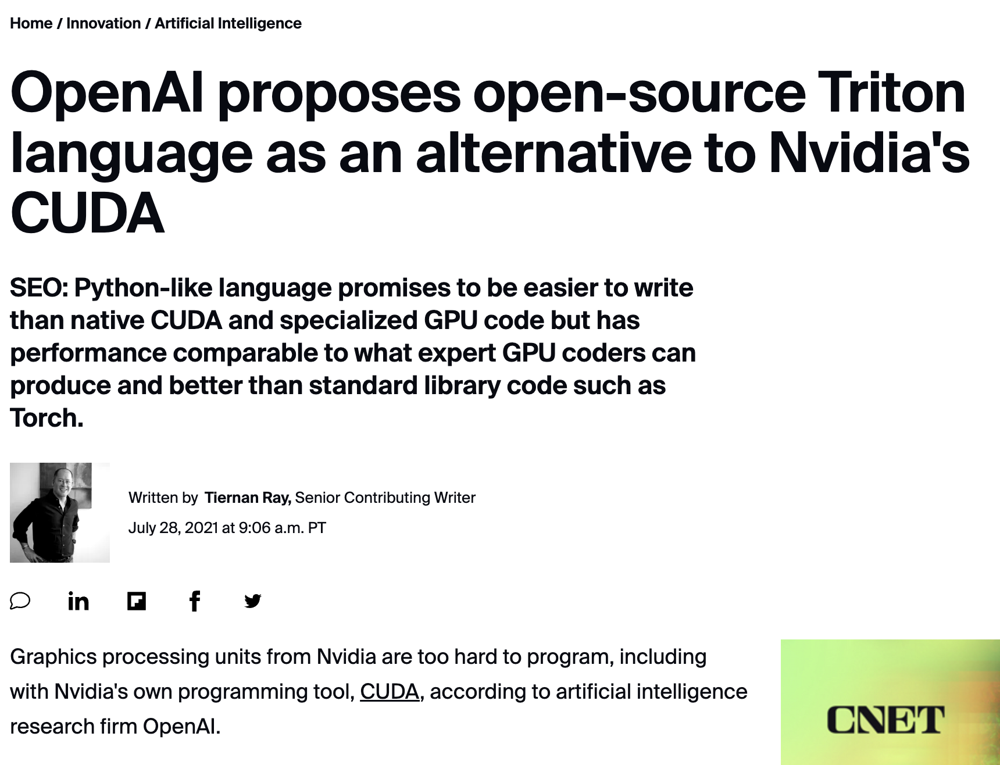 Home / Innovation / Artificial Intelligence
OpenAI proposes open-source Triton
language as an alternative to Nvidia's
CUDA
SEO: Python-like language promises to be easier to write
than native CUDA and specialized GPU code but has
performance comparable to what expert GPU coders can
produce and better than standard library code such as
Torch.
Written by Tiernan Ray, Senior Contributing Writer
July 28, 2021 at 9:06 a.m. PT
Graphics processing units from Nvidia are too hard to program, including
with Nvidia's own programming tool, CUDA, according to artificial intelligence
research firm OpenAI.
CNET